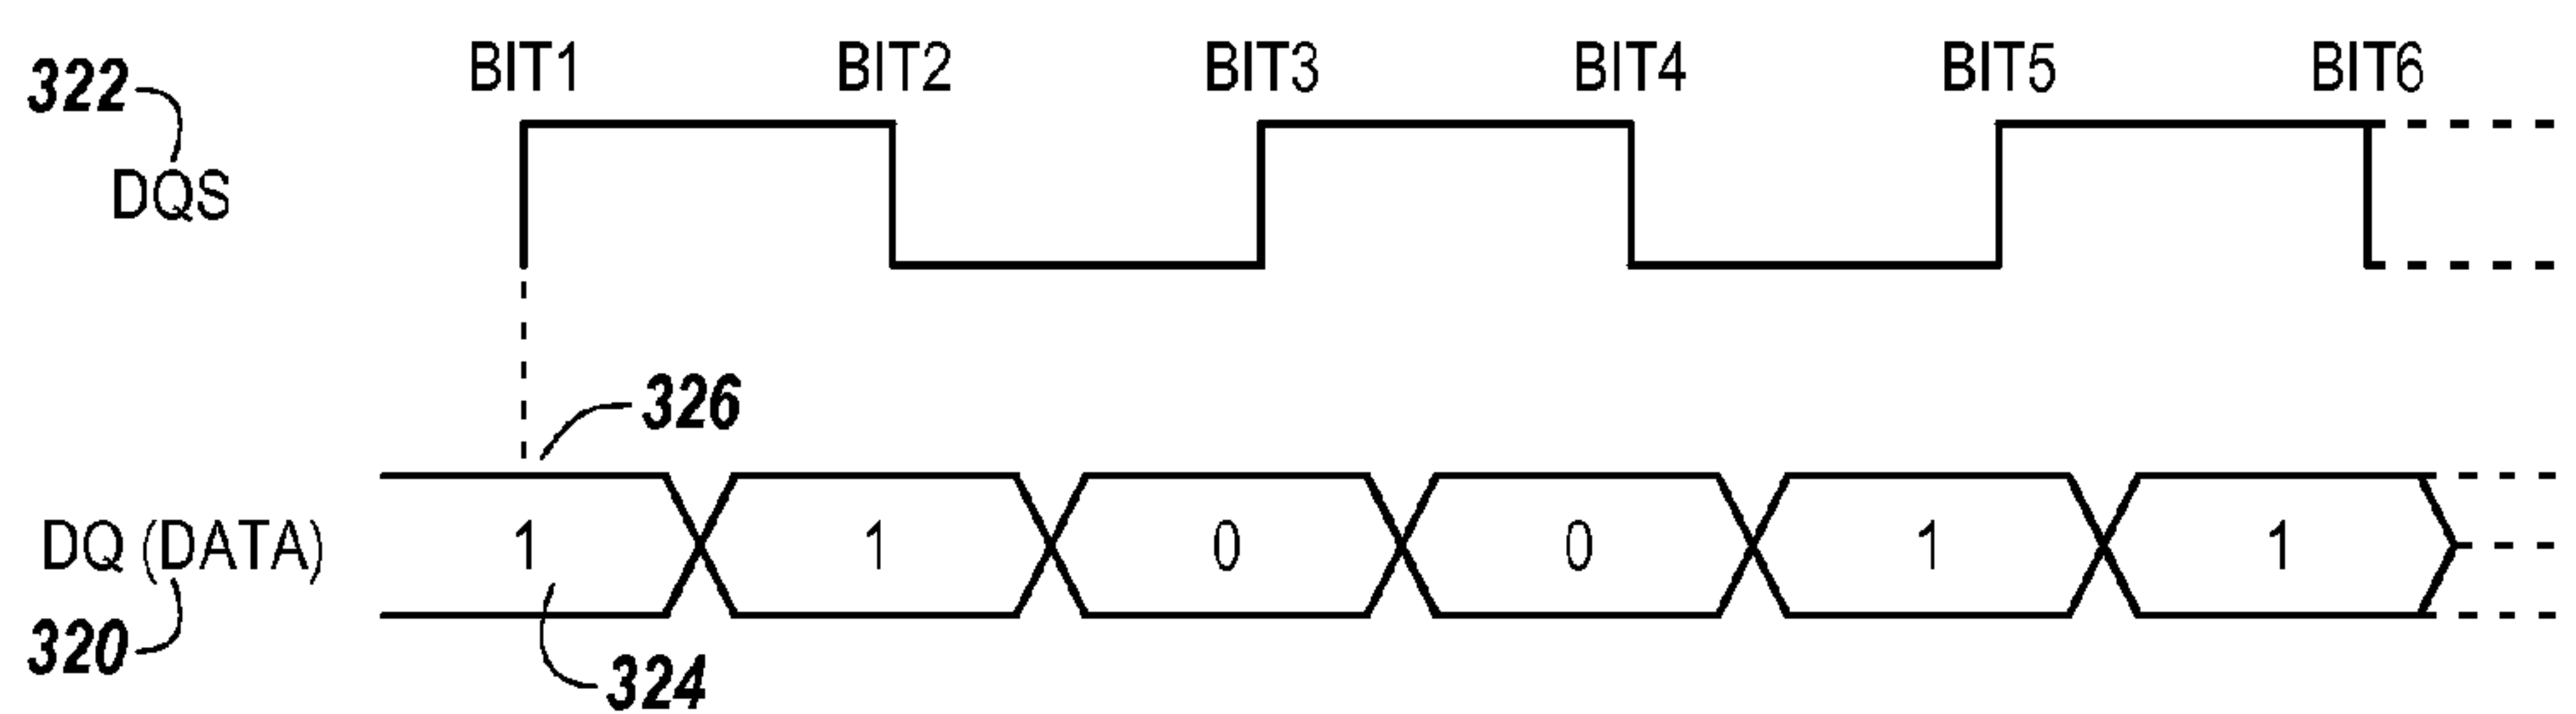 BIT1 BIT2 BIT3 BIT4 BIT5 BIT6
322
DQS
326
DQ (DATA) 1 1 0 0 1 1
320
324